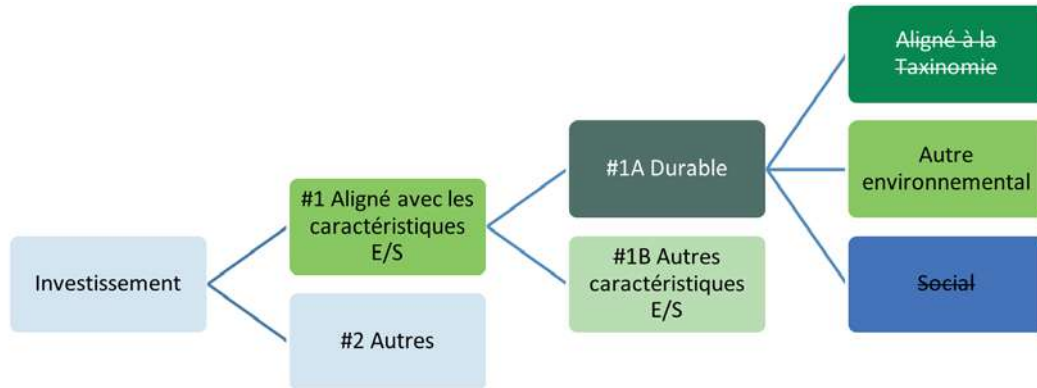 Investissement
#1 Aligné avec les
caractéristiques
E/S
#2 Autres
#1A Durable
#1B Autres
caractéristiques
E/S
Aligné à la
Taxinomie
Autre
environnemental
Social